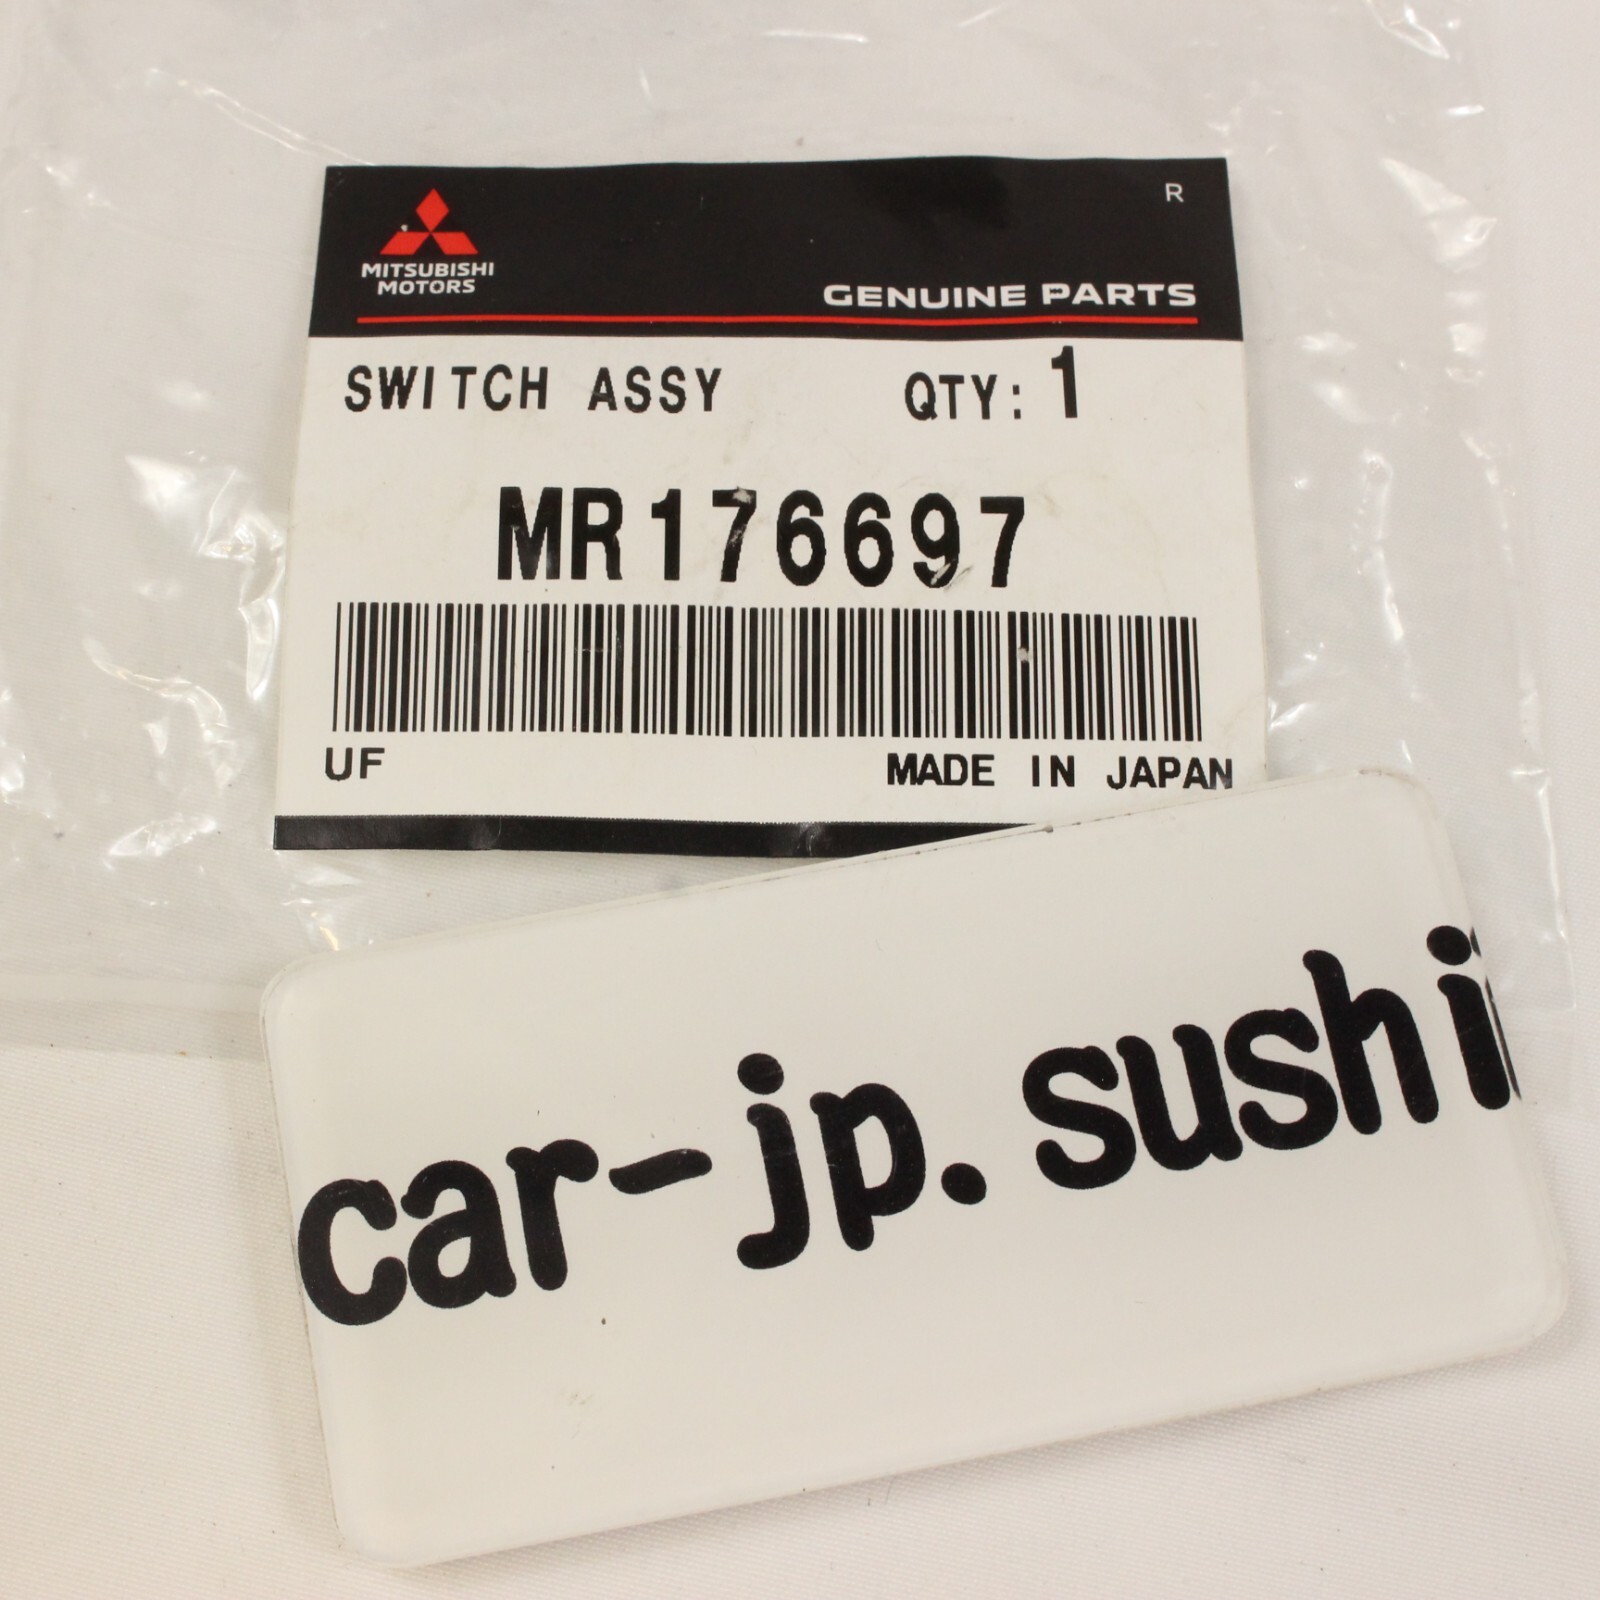 R
MITSUBISHI
MOTORS
GENUINE PARTS
SWITCH ASSY QTY: 1
MR176697
UF MADE IN JAPAN
car-jp.sushi